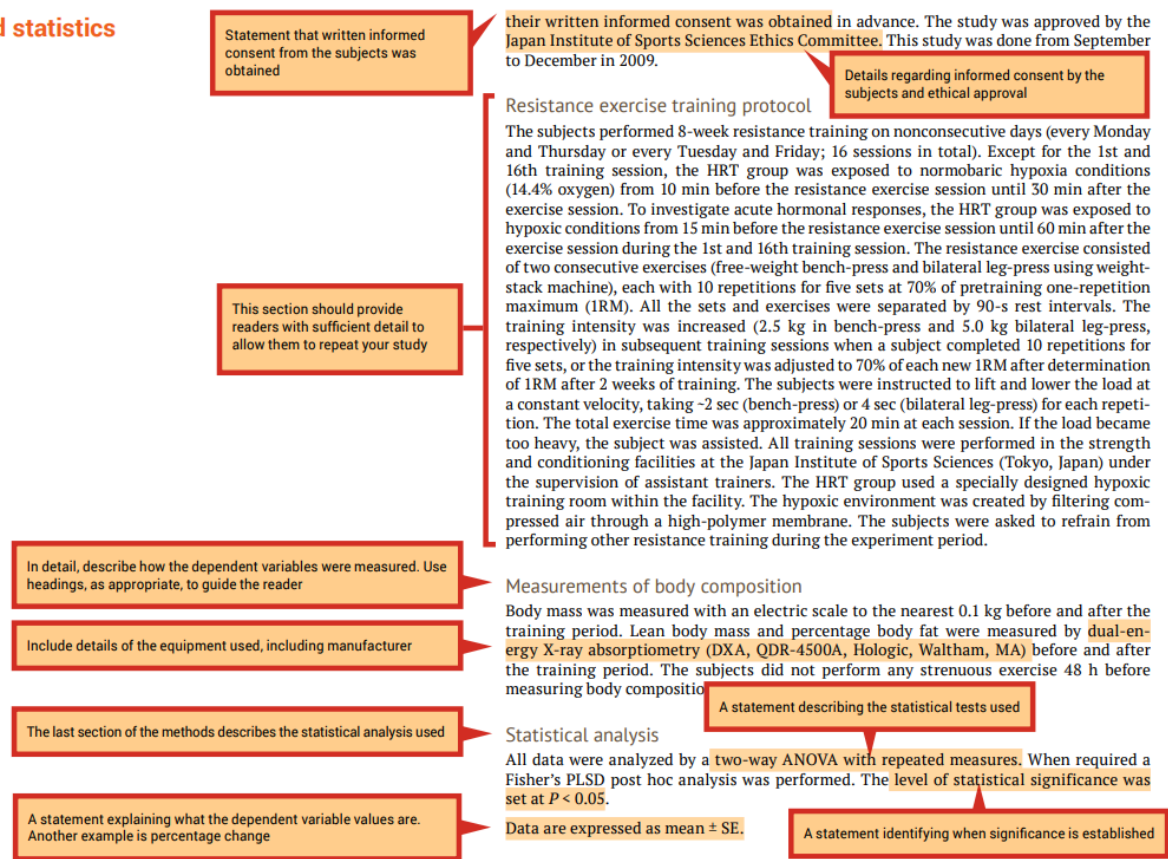 d statistics
Statement that written informed
consent from the subjects was
obtained
their written informed consent was obtained in advance. The study was approved by the
Japan Institute of Sports Sciences Ethics Committee. This study was done from September
to December in 2009.
Details regarding informed consent by the
subjects and ethical approval
Resistance exercise training protocol
The subjects performed 8-week resistance training on nonconsecutive days (every Monday
and Thursday or every Tuesday and Friday; 16 sessions in total). Except for the 1st and
16th training session, the HRT group was exposed to normobaric hypoxia conditions
(14.4% oxygen) from 10 min before the resistance exercise session until 30 min after the
exercise session. To investigate acute hormonal responses, the HRT group was exposed to
hypoxic conditions from 15 min before the resistance exercise session until 60 min after the
exercise session during the 1st and 16th training session. The resistance exercise consisted
of two consecutive exercises (free-weight bench-press and bilateral leg-press using weight-
stack machine), each with 10 repetitions for five sets at 70% of pretraining one-repetition
maximum (1RM). All the sets and exercises were separated by 90-s rest intervals. The
training intensity was increased (2.5 kg in bench-press and 5.0 kg bilateral leg-press,
respectively) in subsequent training sessions when a subject completed 10 repetitions for
five sets, or the training intensity was adjusted to 70% of each new 1RM after determination
of 1RM after 2 weeks of training. The subjects were instructed to lift and lower the load at
a constant velocity, taking ~2 sec (bench-press) or 4 sec (bilateral leg-press) for each repeti-
tion. The total exercise time was approximately 20 min at each session. If the load became
too heavy, the subject was assisted. All training sessions were performed in the strength
and conditioning facilities at the Japan Institute of Sports Sciences (Tokyo, Japan) under
the supervision of assistant trainers. The HRT group used a specially designed hypoxic
training room within the facility. The hypoxic environment was created by filtering com-
pressed air through a high-polymer membrane. The subjects were asked to refrain from
performing other resistance training during the experiment period.
This section should provide
readers with sufficient detail to
allow them to repeat your study
In detail, describe how the dependent variables were measured. Use
headings, as appropriate, to guide the reader
Measurements of body composition
Body mass was measured with an electric scale to the nearest 0.1 kg before and after the
training period. Lean body mass and percentage body fat were measured by dual-en-
ergy X-ray absorptiometry (DXA, QDR-4500A, Hologic, Waltham, MA) before and after
the training period. The subjects did not perform any strenuous exercise 48 h before
measuring body compositio
Include details of the equipment used, including manufacturer
A statement describing the statistical tests used
The last section of the methods describes the statistical analysis used
Statistical analysis
All data were analyzed by a two-way ANOVA with repeated measures. When required a
Fisher's PLSD post hoc analysis was performed. The level of statistical significance was
set at P < 0.05.
A statement explaining what the dependent variable values are.
Another example is percentage change
Data are expressed as mean ± SE.
A statement identifying when significance is established